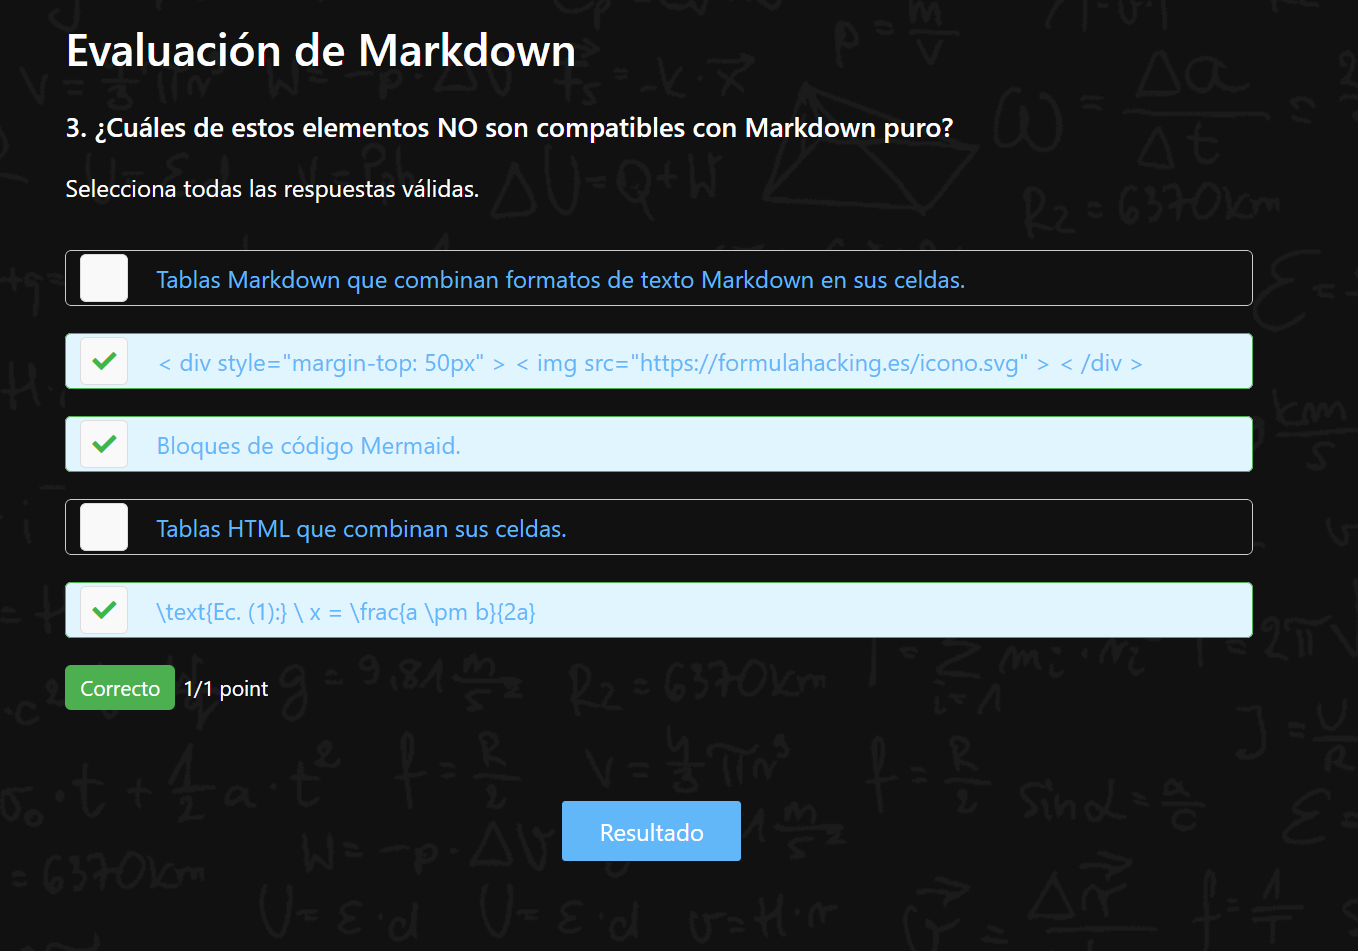 Evaluación de Markdown
3. ¿Cuáles de estos elementos NO son compatibles con Markdown puro?
Selecciona todas las respuestas válidas.
Tablas Markdown que combinan formatos de texto Markdown en sus celdas.
< div style="margin-top: 50px" > < img src="https://formulahacking.es/icono.svg" > < /div >
Bloques de código Mermaid.
Tablas HTML que combinan sus celdas.
\text{Ec. (1):} \ x = \frac{a \pm b}{2a}
Correcto 1/1 point
Resultado